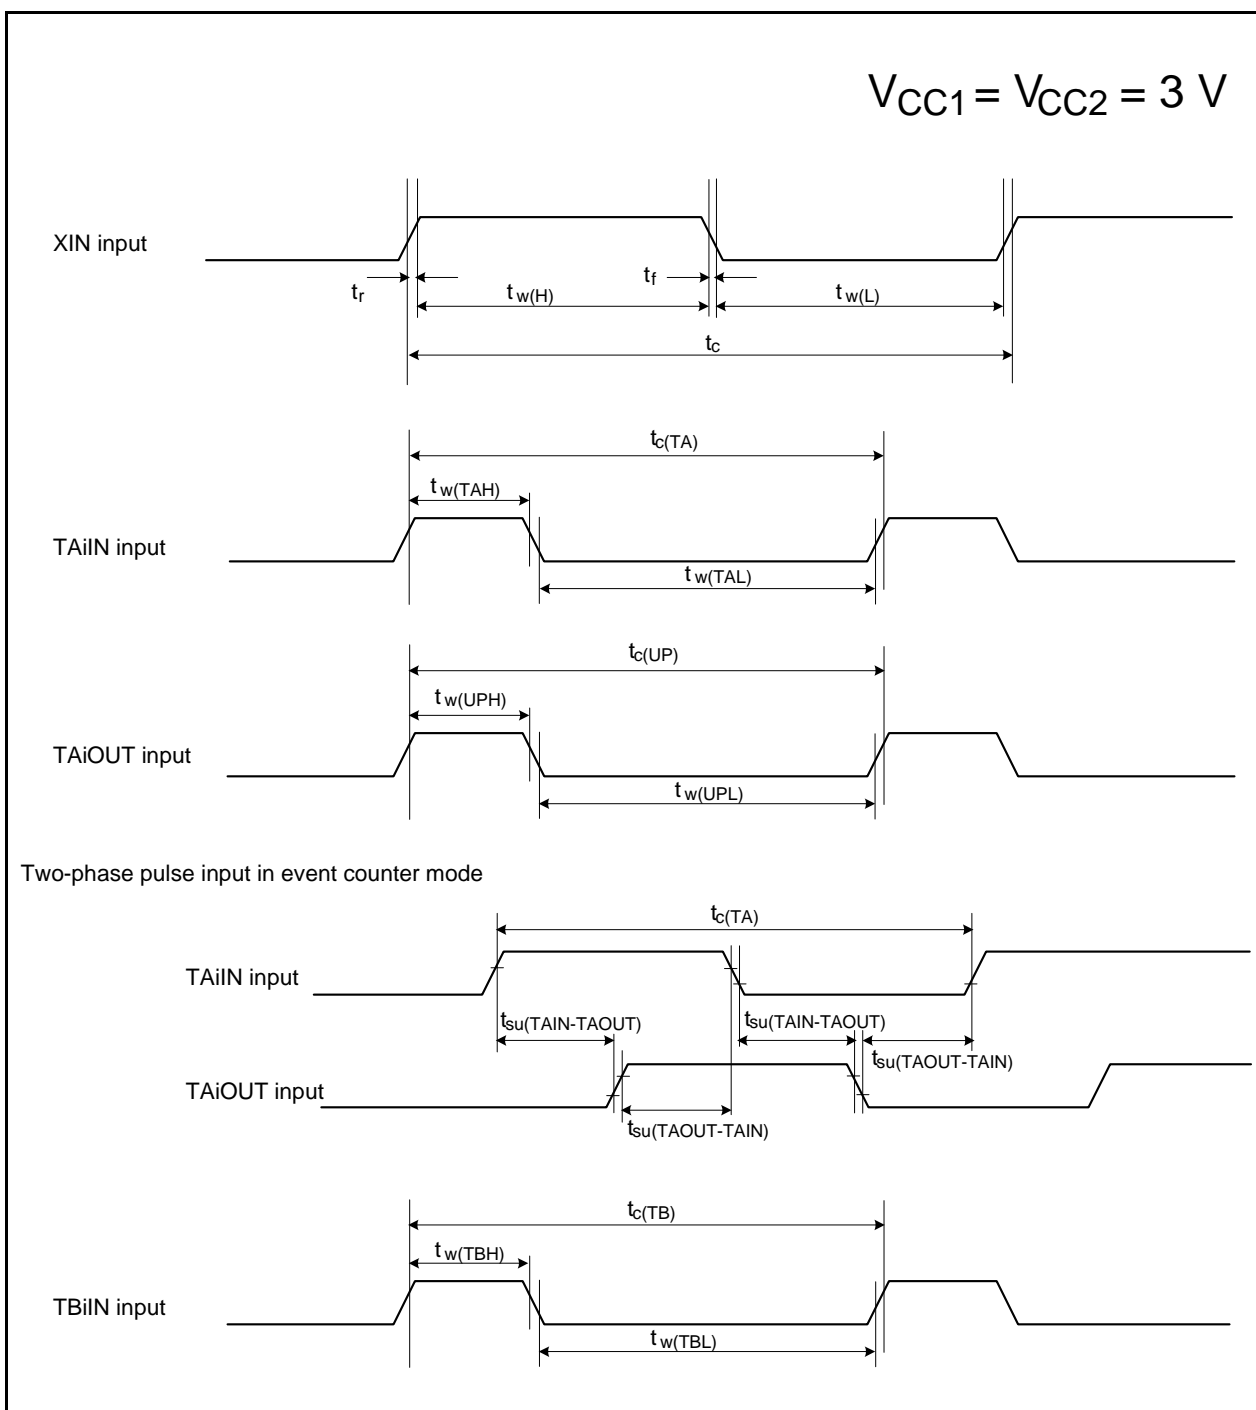 VCC1 = VCC2 = 3 V
XIN input
tr
tw(H)
tf
tw(L)
tc
tc(TA)
tw(TAH)
TAiIN input
tw(TAL)
tc(UP)
tw(UPH)
TAiOUT input
tw(UPL)
Two-phase pulse input in event counter mode
tc(TA)
TAiIN input
tsu(TAIN-TAOUT)
tsu(TAIN-TAOUT)
tsu(TAOUT-TAIN)
TAiOUT input
tsu(TAOUT-TAIN)
tc(TB)
tw(TBH)
TBiIN input
tw(TBL)